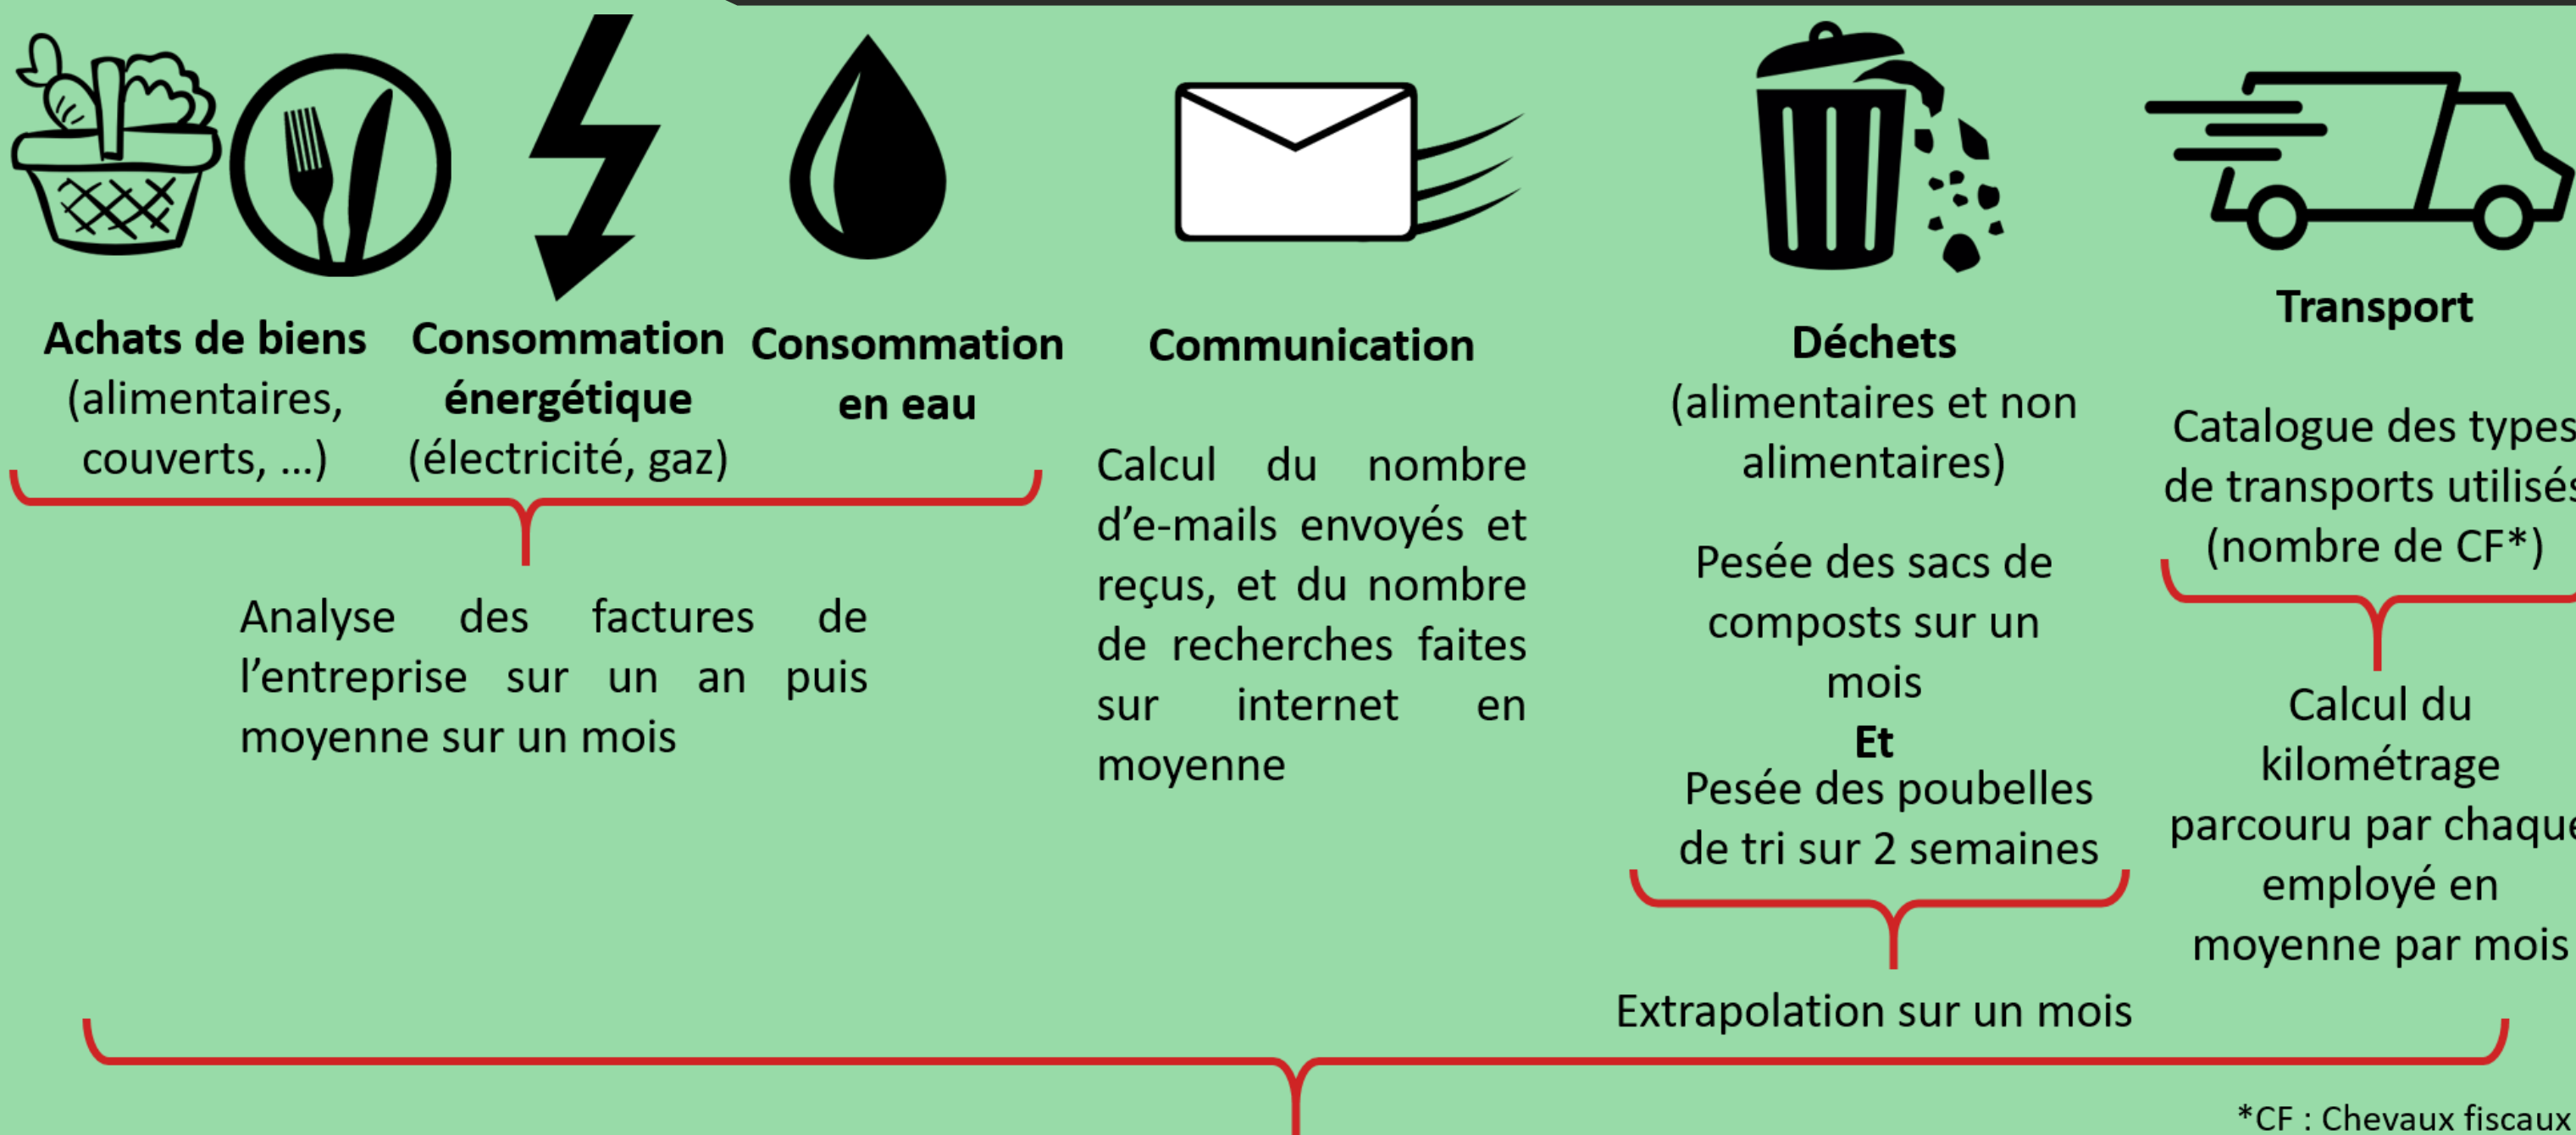 Achats de biens
(alimentaires,
couverts, ...)
Consommation
énergétique
(électricité, gaz)
Consommation
en eau
Analyse des factures de
l’entreprise sur un an puis
moyenne sur un mois
Communication
Calcul du nombre
d’e-mails envoyés et
reçus, et du nombre
de recherches faites
sur internet en
moyenne
Déchets
(alimentaires et non
alimentaires)
Pesée des sacs de
composts sur un
mois
Et
Pesée des poubelles
de tri sur 2 semaines
Extrapolation sur un mois
Transport
Catalogue des types
de transports utilisés
(nombre de CF*)
Calcul du
kilométrage
parcouru par chaque
employé en
moyenne par mois
*CF : Chevaux fiscaux